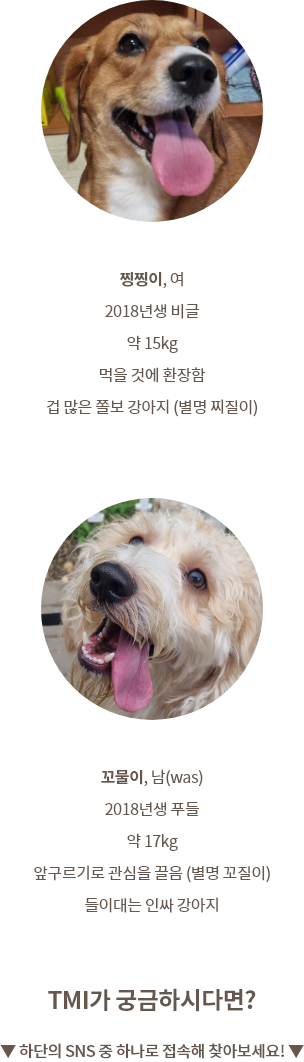 찡찡이, 여
2018년생 비글
약 15kg
먹을 것에 환장함
겁 많은 쫄보 강아지 (별명 찌질이)
꼬물이, 남(was)
2018년생 푸들
약 17kg
앞구르기로 관심을 끌음 (별명 꼬질이)
들이대는 인싸 강아지
TMI가 궁금하시다면?
▼ 하단의 SNS 중 하나로 접속해 찾아보세요! ▼